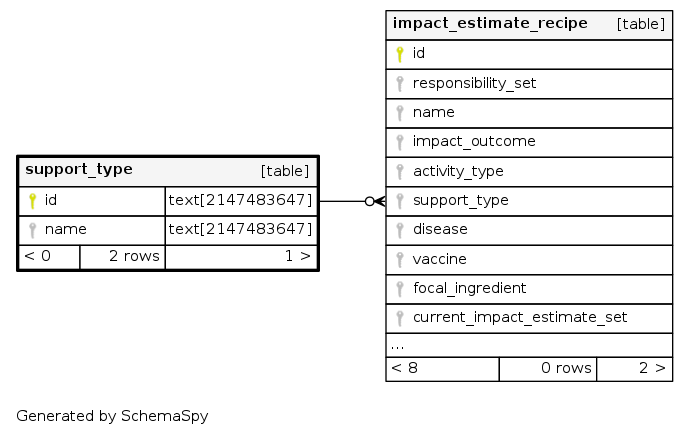 impact_estimate_recipe [table]
id
responsibility_set
name
impact_outcome
activity_type
support_type
disease
vaccine
focal_ingredient
current_impact_estimate_set
...
< 8 0 rows 2 >
support_type [table]
id text[2147483647]
name text[2147483647]
< 0 2 rows 1 >
Generated by SchemaSpy